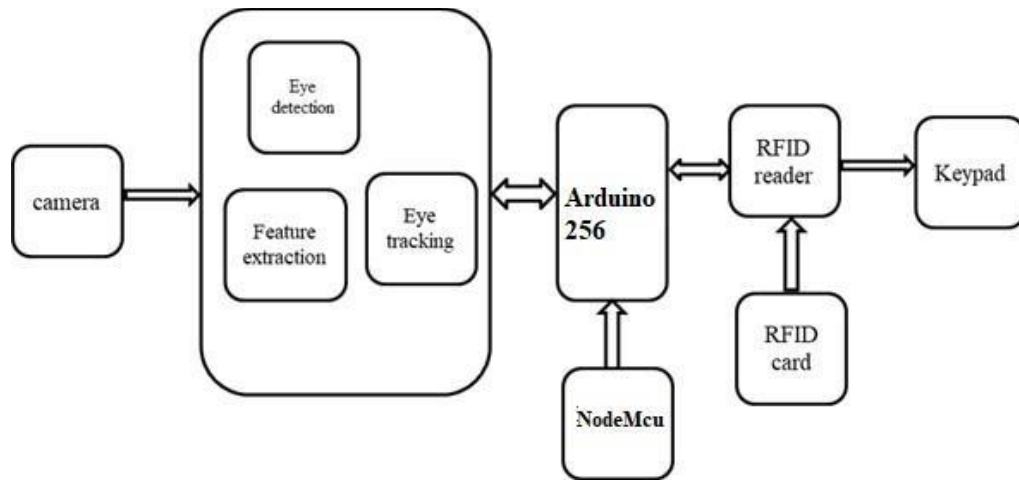 camera
Eye
detection
Feature
extraction
Eye
tracking
Arduino
256
NodeMcu
RFID
reader
RFID
card
Keypad